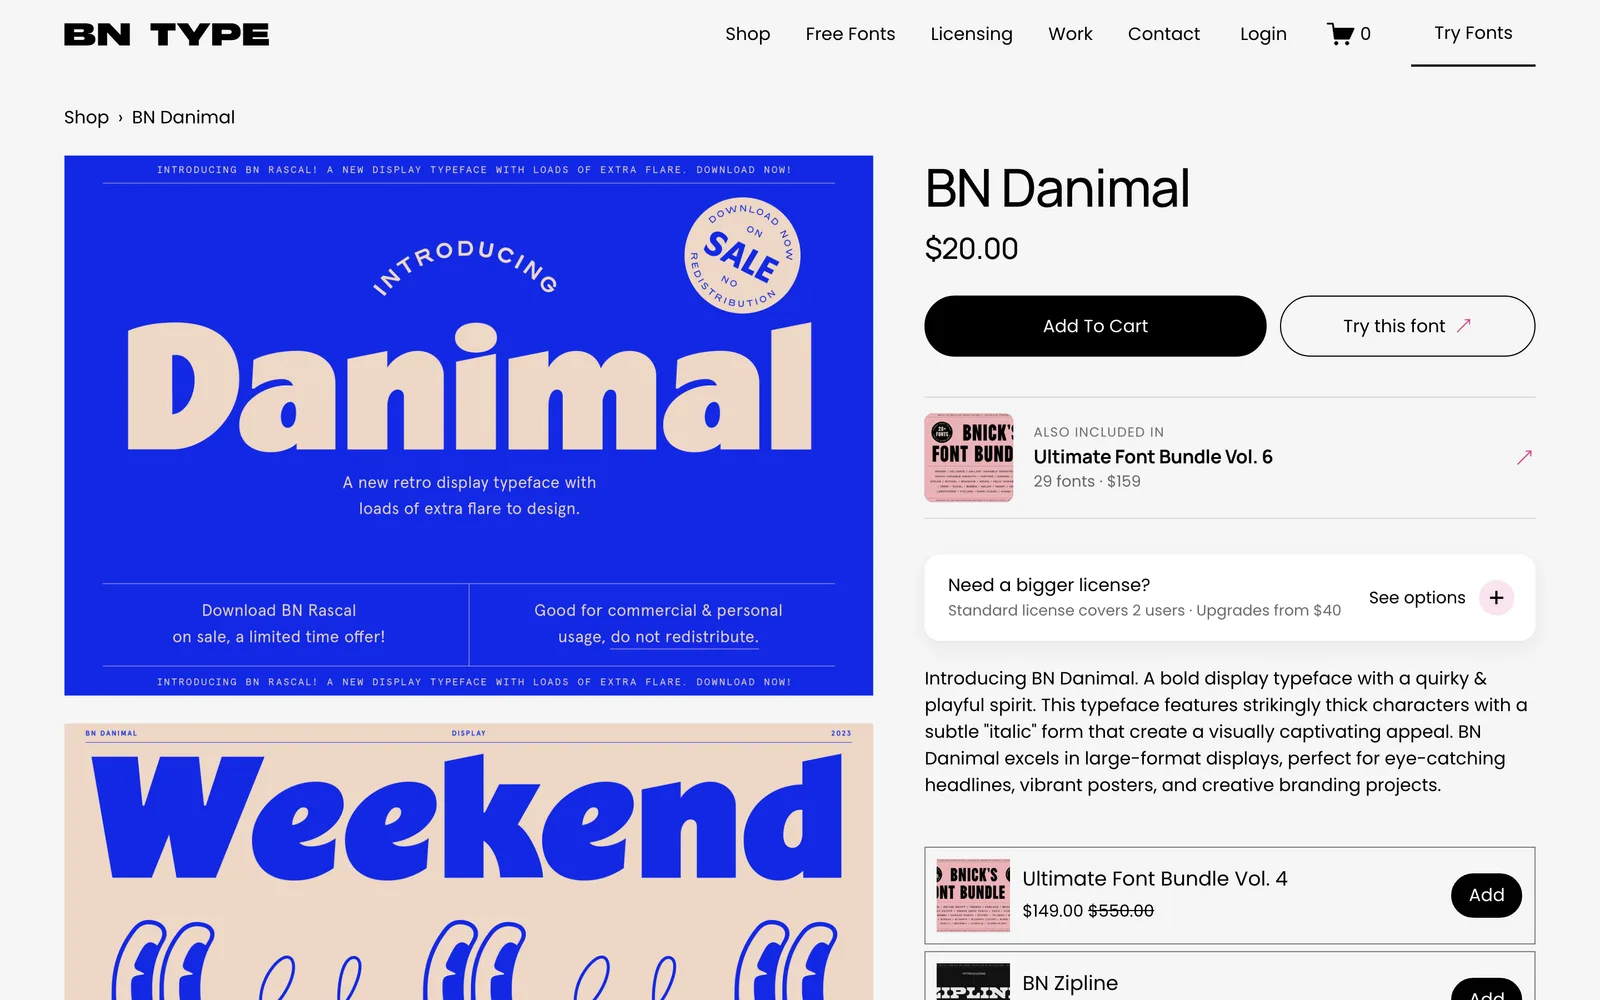 BN TYPE
Shop
Free Fonts
Licensing
Work
Contact
Login
0
Try Fonts
Shop › BN Danimal
INTRODUCING BN RASCAL! A NEW DISPLAY TYPEFACE WITH LOADS OF EXTRA FLARE. DOWNLOAD NOW!
INTRODUCING
DOWNLOAD NOW
ON
SALE
NO
REDISTRIBUTION
Danimal
A new retro display typeface with
loads of extra flare to design.
Download BN Rascal
on sale, a limited time offer!
Good for commercial & personal
usage, do not redistribute.
INTRODUCING BN RASCAL! A NEW DISPLAY TYPEFACE WITH LOADS OF EXTRA FLARE. DOWNLOAD NOW!
BN DANIMAL
DISPLAY
2023
Weekend
BN Danimal
$20.00
Add To Cart
Try this font
28+
FONTS
BNICK'S
FONT BUND
ALSO INCLUDED IN
Ultimate Font Bundle Vol. 6
29 fonts · $159
Need a bigger license?
Standard license covers 2 users · Upgrades from $40
See options
Introducing BN Danimal. A bold display typeface with a quirky &
playful spirit. This typeface features strikingly thick characters with a
subtle "italic" form that create a visually captivating appeal. BN
Danimal excels in large-format displays, perfect for eye-catching
headlines, vibrant posters, and creative branding projects.
BNICK'S
NT BUNDLE
Ultimate Font Bundle Vol. 4
$149.00 $550.00
Add
BN Zipline
Add